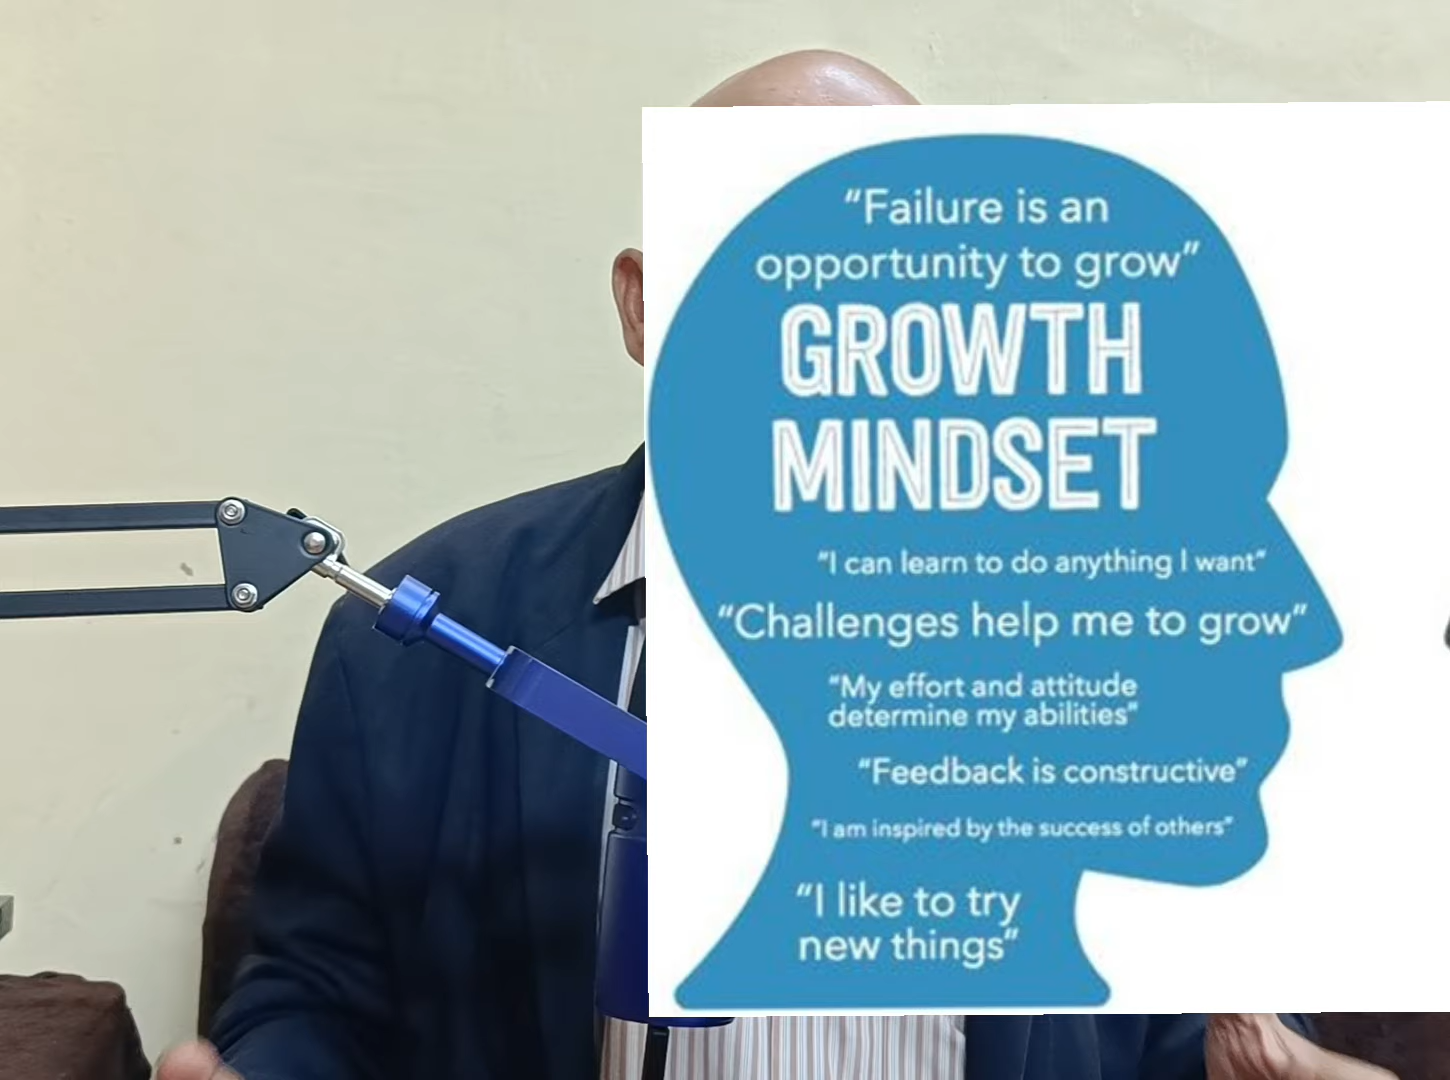 “Failure is an
opportunity to grow”
GROWTH
MINDSET
“I can learn to do anything I want”
“Challenges help me to grow”
“My effort and attitude
determine my abilities”
“Feedback is constructive”
“I am inspired by the success of others”
“I like to try
new things”